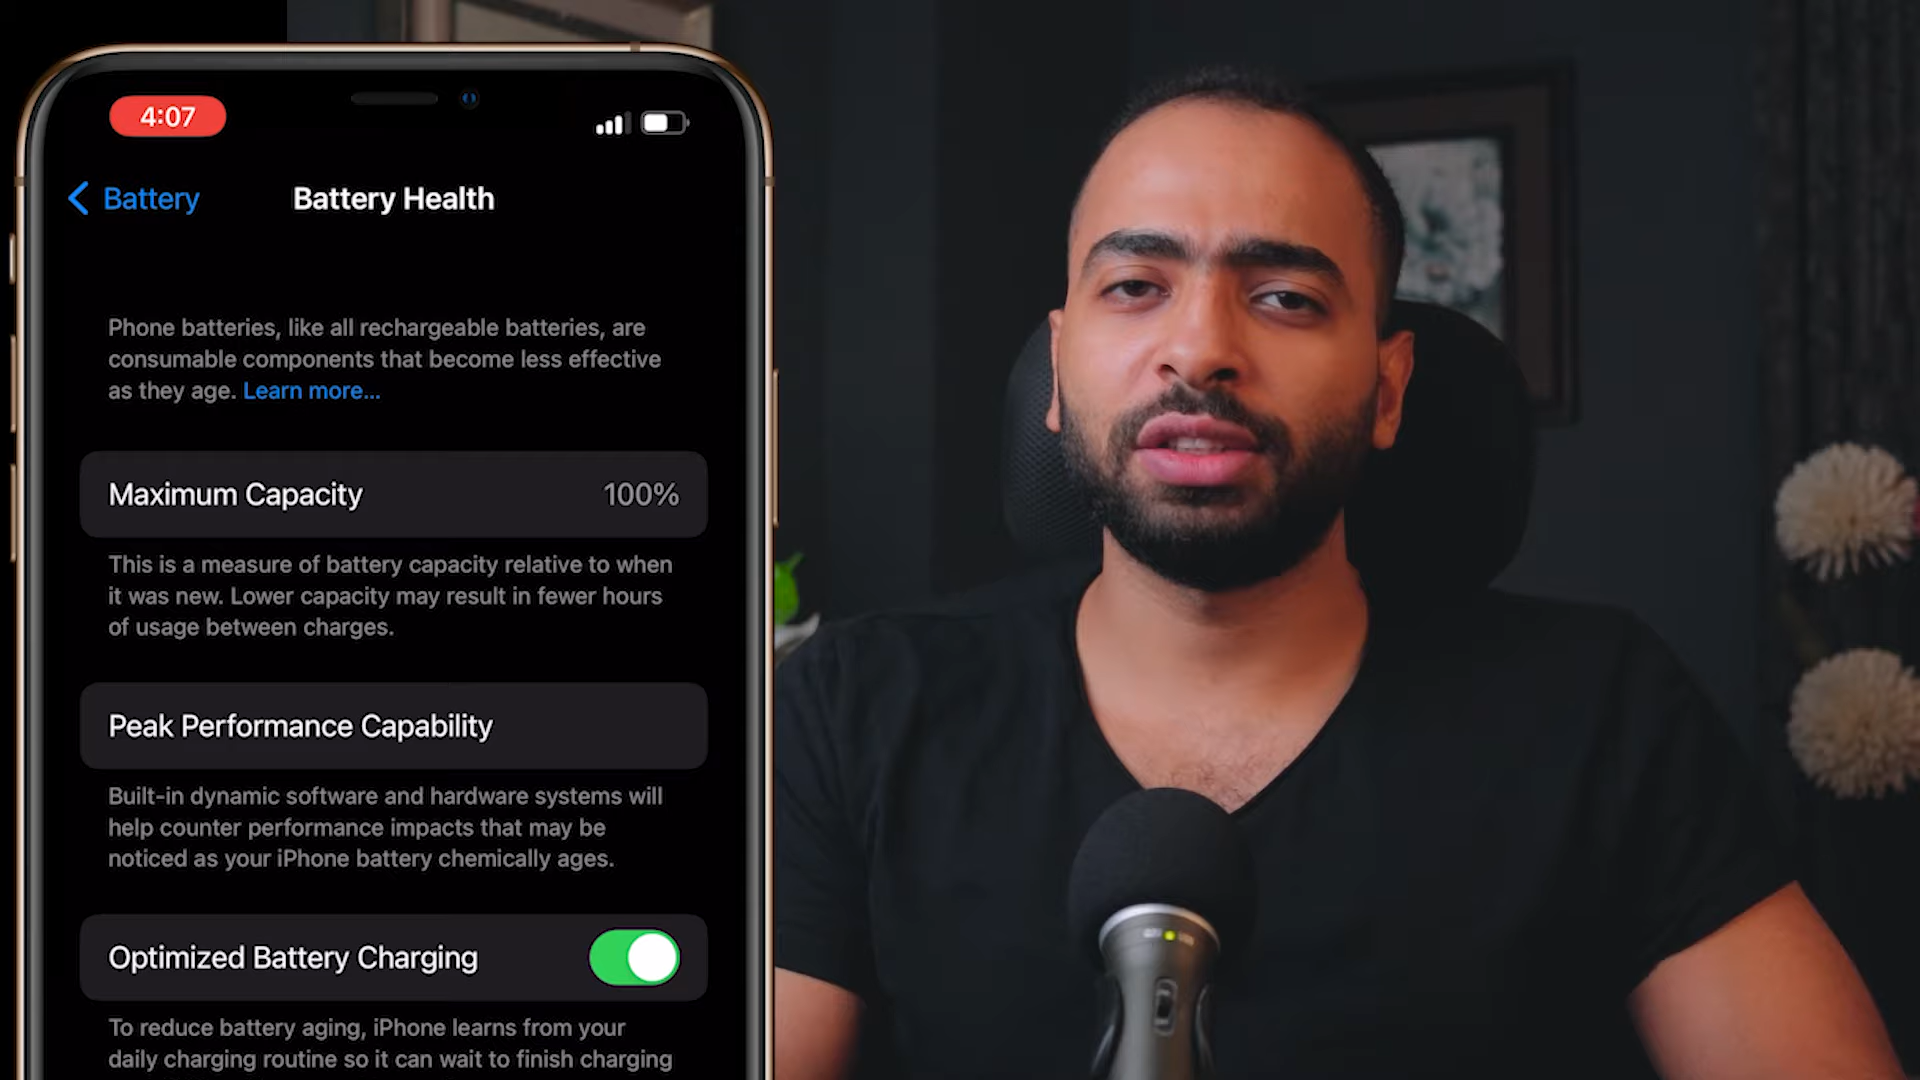 4:07
Battery
Battery Health
Phone batteries, like all rechargeable batteries, are
consumable components that become less effective
as they age. Learn more...
Maximum Capacity 100%
This is a measure of battery capacity relative to when
it was new. Lower capacity may result in fewer hours
of usage between charges.
Peak Performance Capability
Built-in dynamic software and hardware systems will
help counter performance impacts that may be
noticed as your iPhone battery chemically ages.
Optimized Battery Charging
To reduce battery aging, iPhone learns from your
daily charging routine so it can wait to finish charging